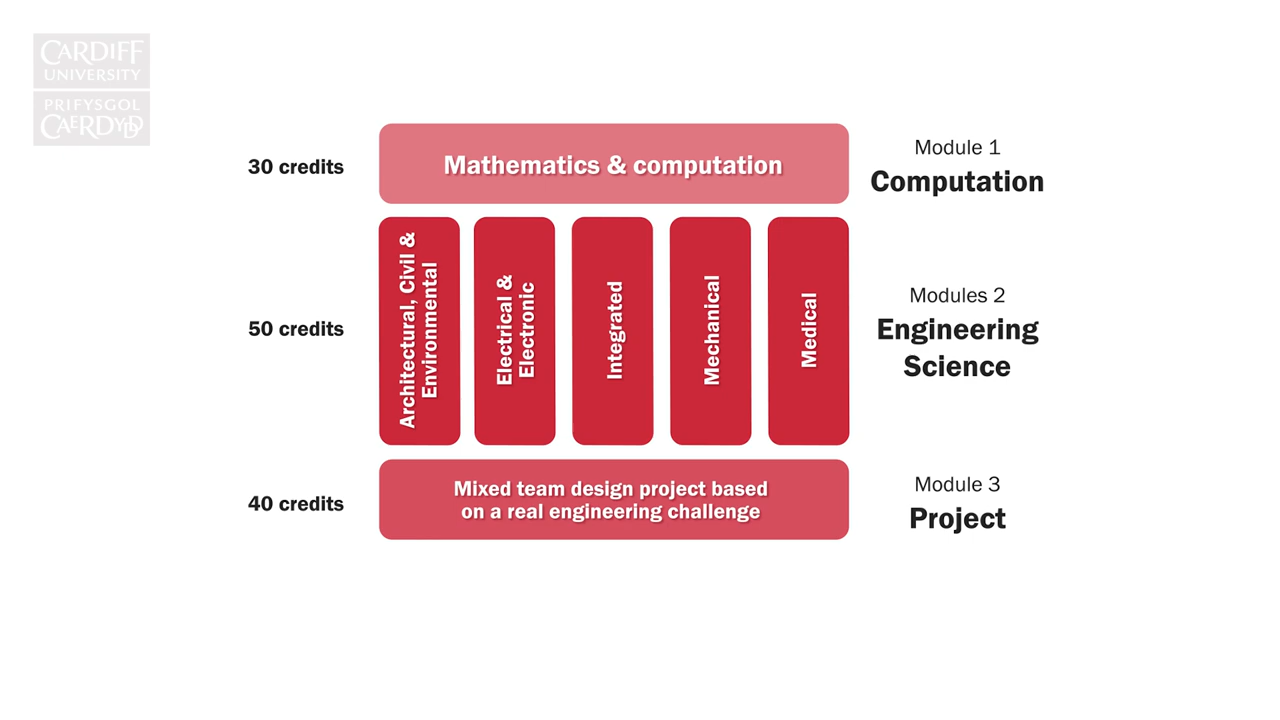 CARDIFF
UNIVERSITY
PRIFYSGOL
CAERDYDD
30 credits
Mathematics & computation
Module 1
Computation
50 credits
Architectural, Civil &
Environmental
Electrical &
Electronic
Integrated
Mechanical
Medical
Modules 2
Engineering
Science
40 credits
Mixed team design project based
on a real engineering challenge
Module 3
Project